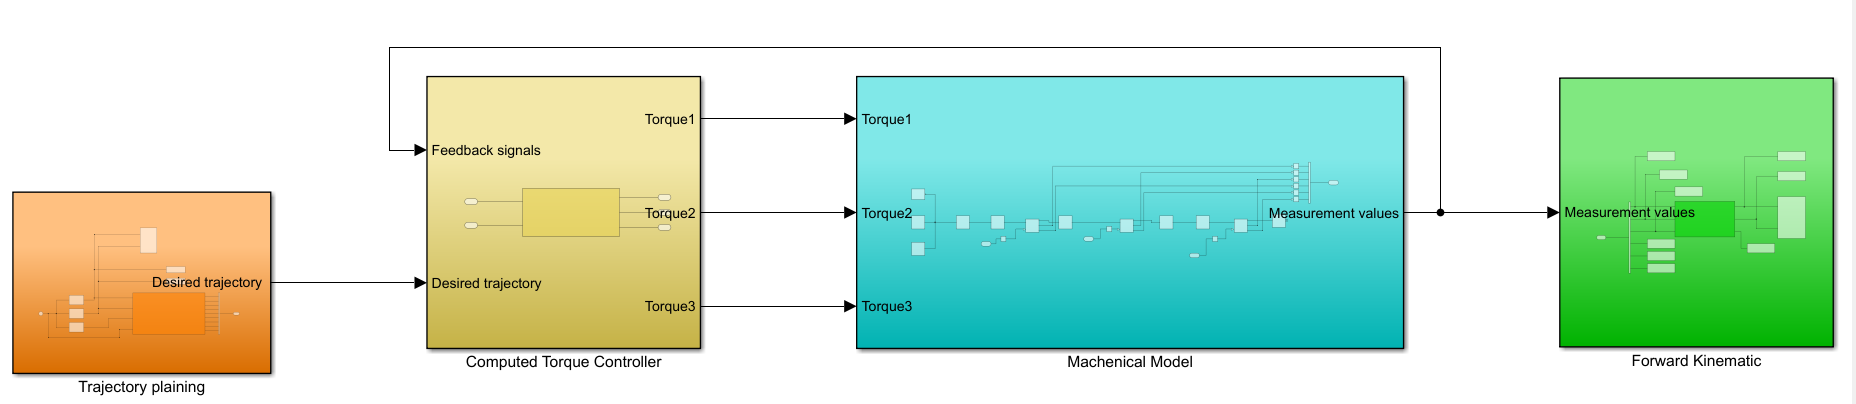 Desired trajectory
Trajectory plaining
Feedback signals
Desired trajectory
Torque1
Torque2
Torque3
Computed Torque Controller
Torque1
Torque2
Torque3
Measurement values
Machenical Model
Measurement values
Forward Kinematic